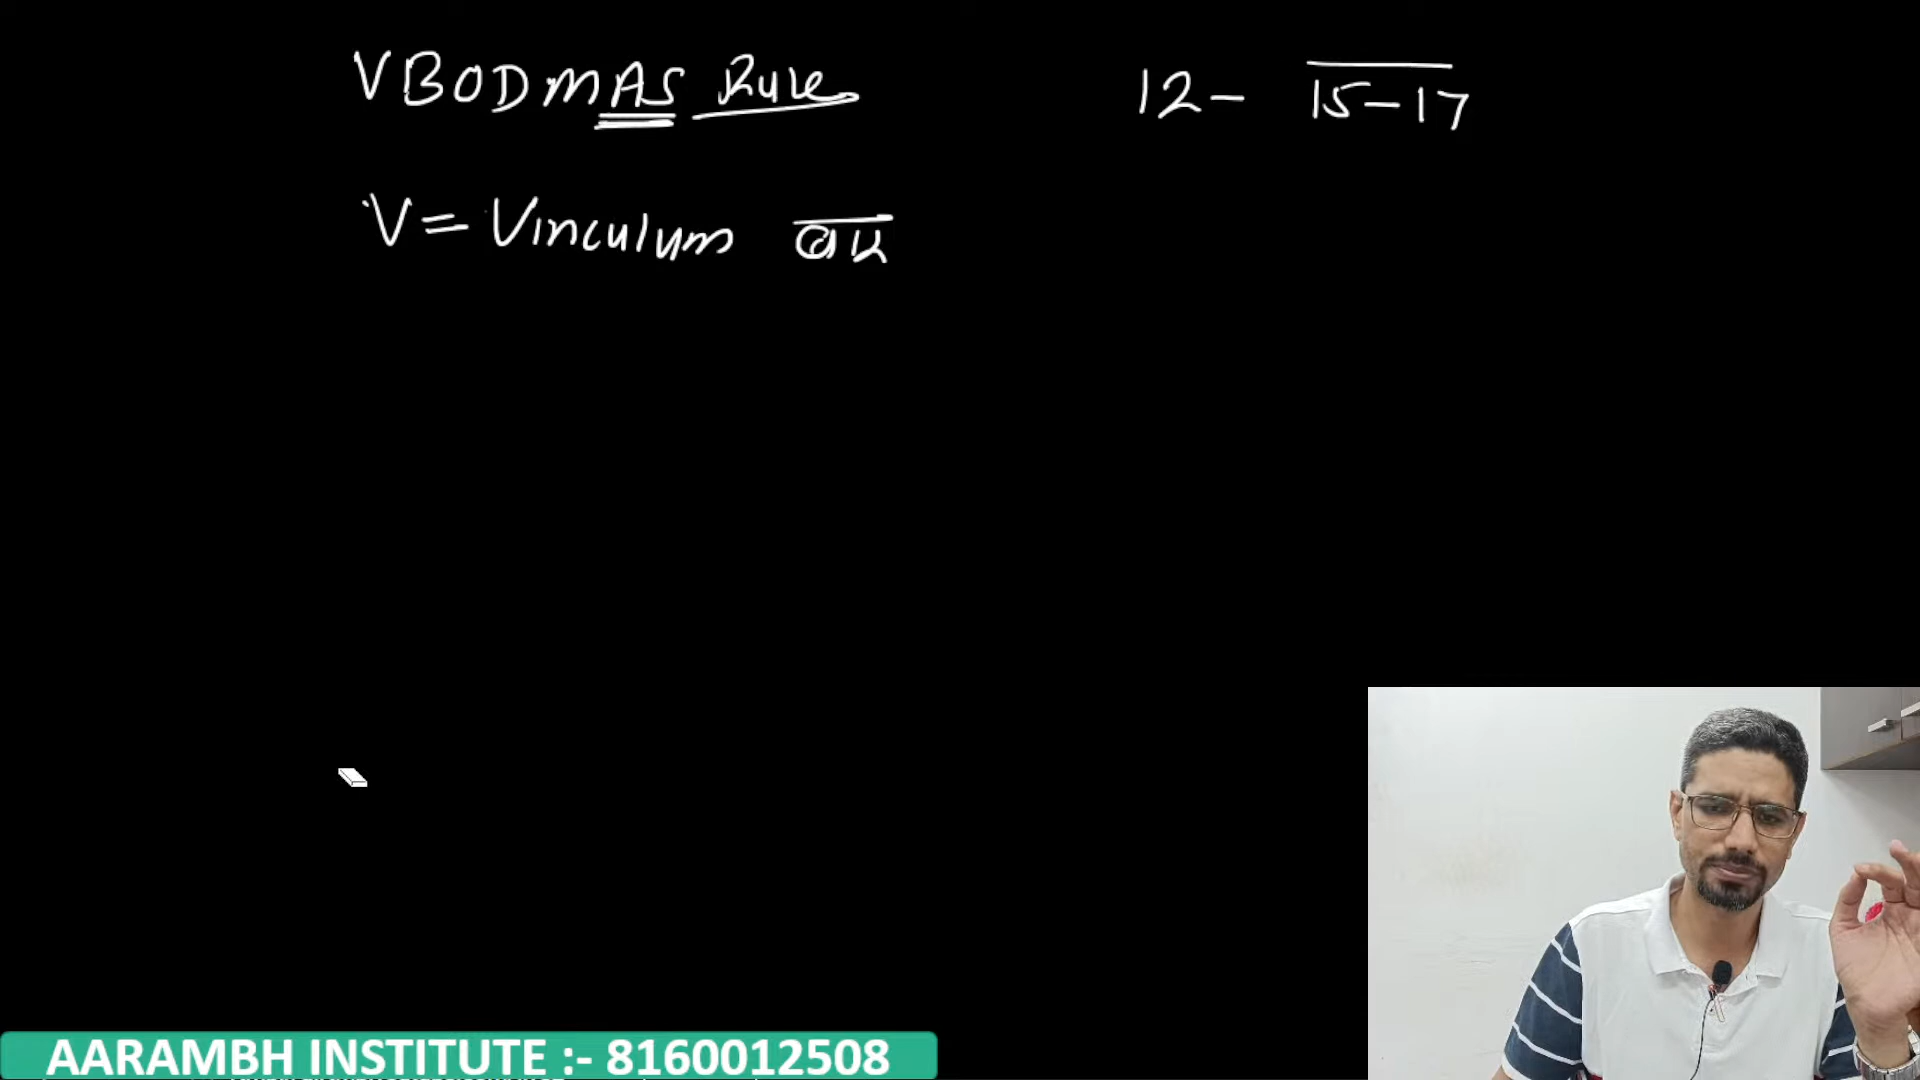 VBODMAS Rule
12 - 15-17
V = Vinculum
AARAMBH INSTITUTE :- 8160012508